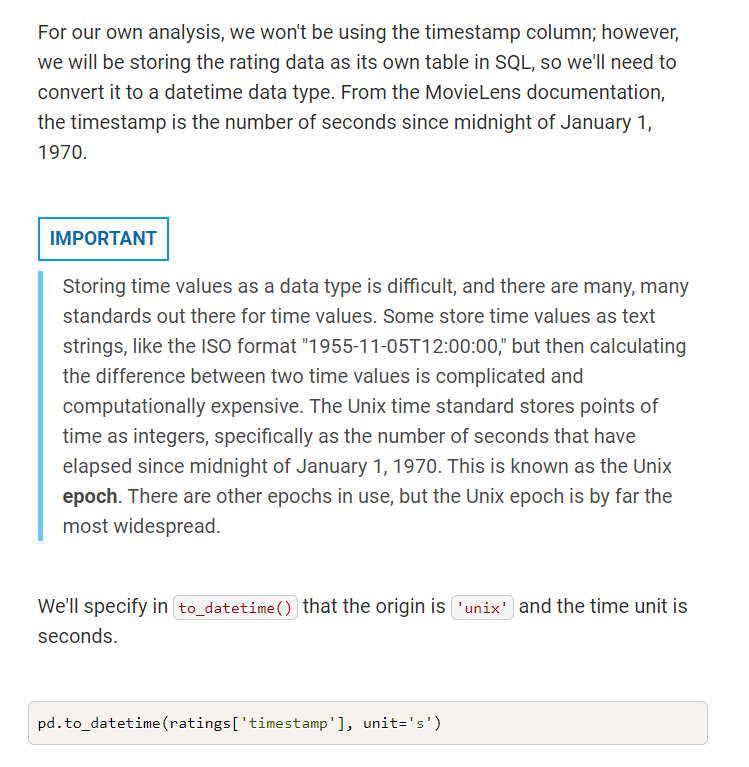 For our own analysis, we won't be using the timestamp column; however,
we will be storing the rating data as its own table in SQL, so we'll need to
convert it to a datetime data type. From the MovieLens documentation,
the timestamp is the number of seconds since midnight of January 1,
1970.
IMPORTANT
Storing time values as a data type is difficult, and there are many, many
standards out there for time values. Some store time values as text
strings, like the ISO format "1955-11-05T12:00:00," but then calculating
the difference between two time values is complicated and
computationally expensive. The Unix time standard stores points of
time as integers, specifically as the number of seconds that have
elapsed since midnight of January 1, 1970. This is known as the Unix
epoch. There are other epochs in use, but the Unix epoch is by far the
most widespread.
We'll specify in to_datetime() that the origin is 'unix' and the time unit is
seconds.
pd.to_datetime(ratings['timestamp'], unit='s')